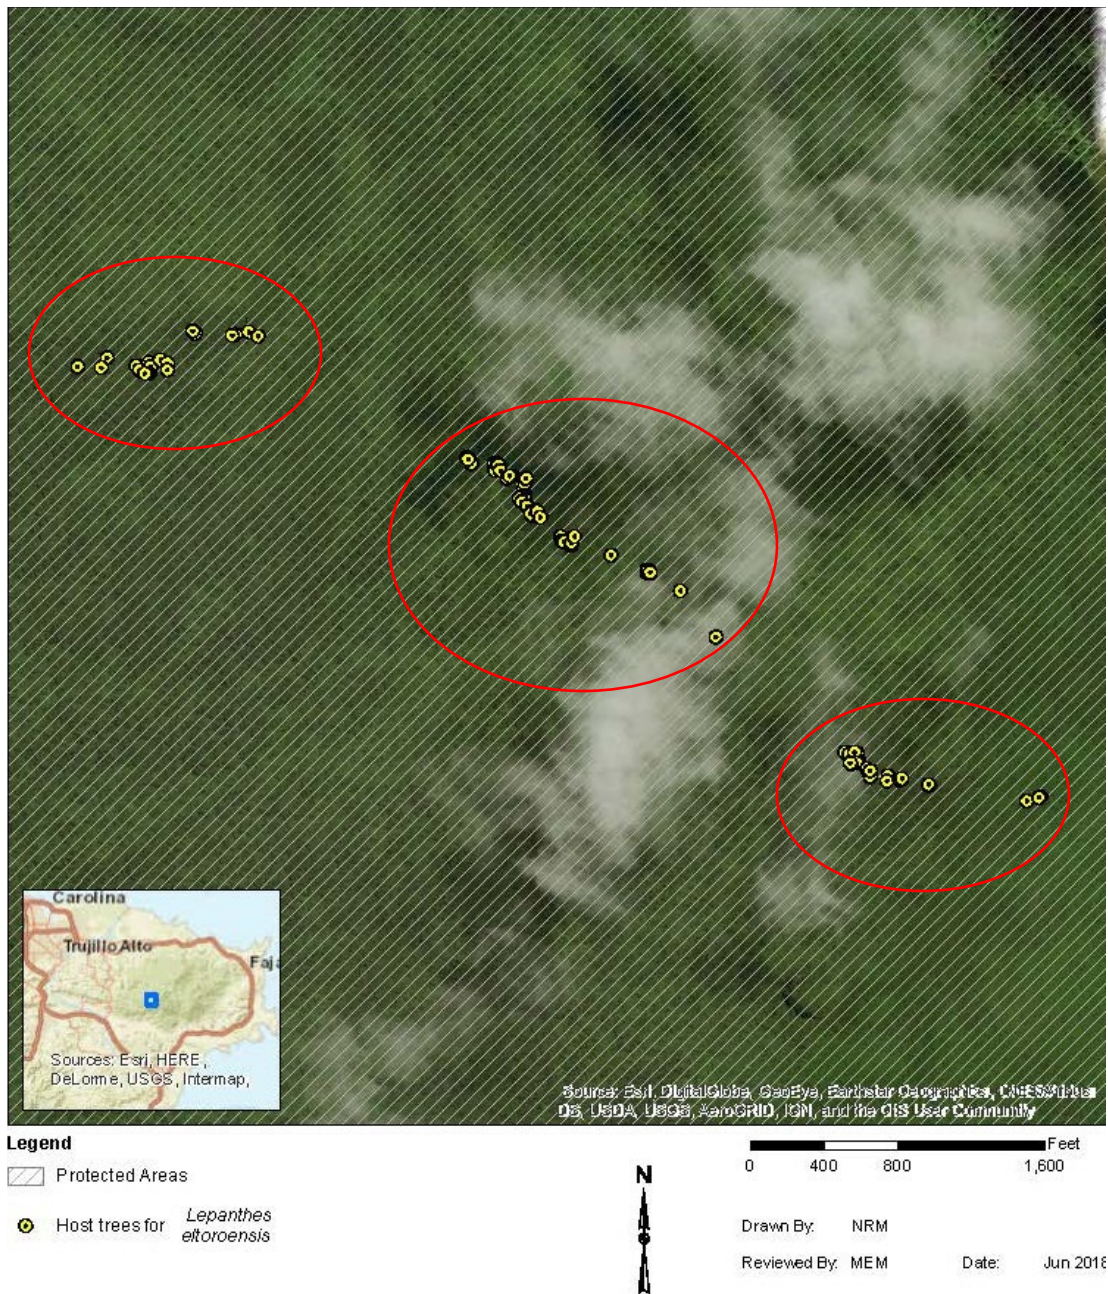 Carolina
Trujillo Alto
Faja
Sources: Esri, HERE,
DeLorme, USGS, Intermap,
Source: Esri, DigitalGlobe, GeoEye, Earthstar Geographics,
DS, USDA, USGS, AeroGRID, IGN, and the GIS User Community
Legend
Protected Areas
Host trees for Lepanthes
eltoroensis
N
Feet
0 400 800 1,600
Drawn By: NRM
Reviewed By: MEM Date: Jun 2018